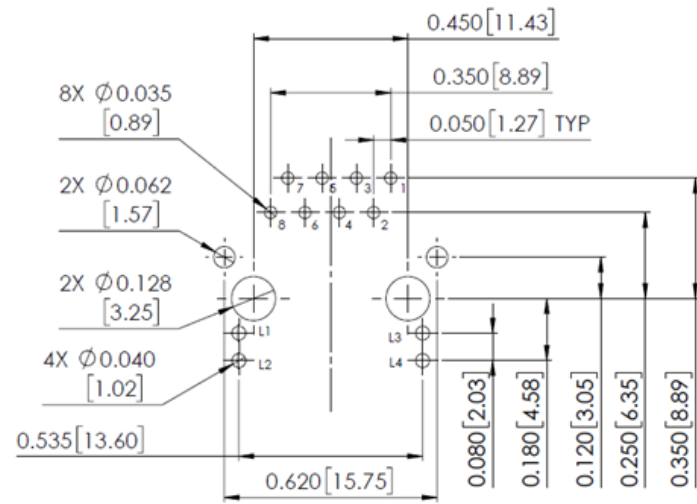 0.450[11.43]
0.350[8.89]
8X Ø0.035
[0.89]
0.050[1.27] TYP
7 5 3 1
2X Ø0.062
[1.57]
8 6 4 2
2X Ø0.128
[3.25]
L1 L3
L2 L4
4X Ø0.040
[1.02]
0.535[13.60]
0.620[15.75]
0.080[2.03]
0.180[4.58]
0.120[3.05]
0.250[6.35]
0.350[8.89]